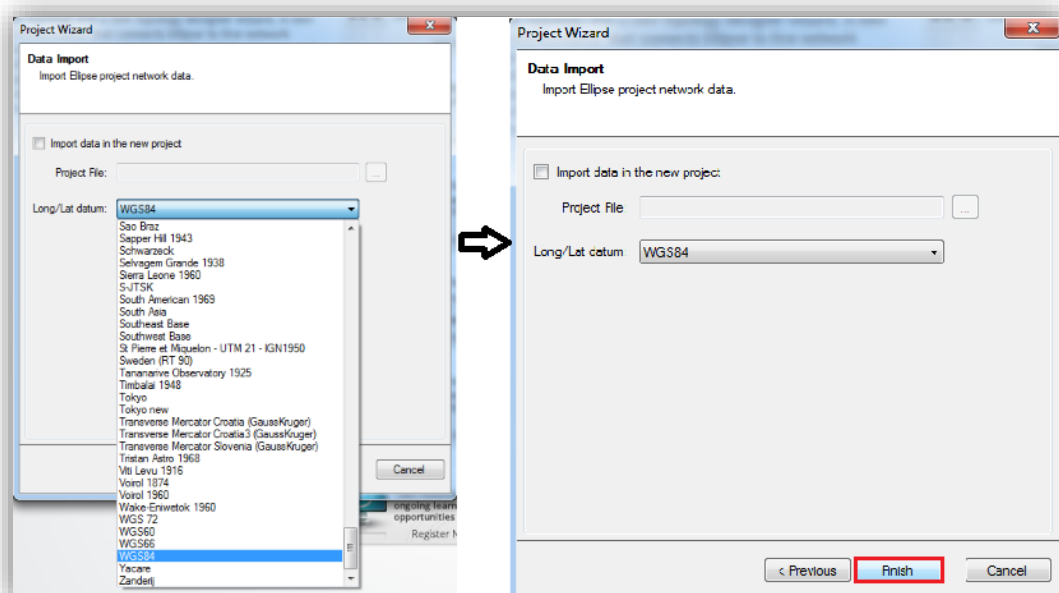 Project Wizard
Data Import
Import Ellipse project network data.
Import data in the new project
Project File:
...
Long/Lat datum:
WGS84
Sao Braz
Sapper Hill 1943
Schwarzeck
Selvagem Grande 1938
Sierra Leone 1960
S-JTSK
South American 1969
South Asia
Southeast Base
Southwest Base
St Pierre et Miquelon - UTM 21 - IGN1950
Sweden (RT 90)
Tananarive Observatory 1925
Timbalai 1948
Tokyo
Tokyo new
Transverse Mercator Croatia (GaussKruger)
Transverse Mercator Croatia3 (GaussKruger)
Transverse Mercator Slovenia (GaussKruger)
Tristan Astro 1968
Viti Levu 1916
Voirol 1874
Voirol 1960
Wake-Eniwetok 1960
WGS 72
WGS60
WGS66
WGS84
Yacare
Zanderij
Cancel
ongoing learn
opportunities
Register
Project Wizard
Data Import
Import Ellipse project network data.
Import data in the new project
Project File
...
Long/Lat datum
WGS84
< Previous
Finish
Cancel